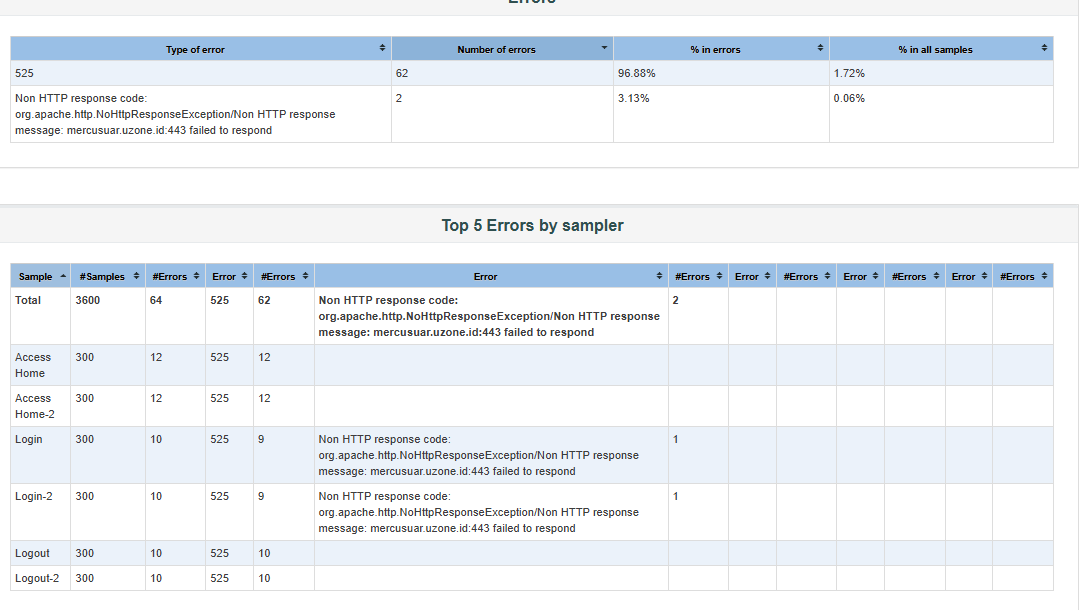 Errors
Type of error Number of errors % in errors % in all samples
525 62 96.88% 1.72%
Non HTTP response code:
org.apache.http.NoHttpResponseException/Non HTTP response
message: mercusuar.uzone.id:443 failed to respond
2 3.13% 0.06%
Top 5 Errors by sampler
Sample #Samples #Errors Error #Errors Error #Errors Error #Errors Error #Errors Error #Errors
Total 3600 64 525 62 Non HTTP response code:
org.apache.http.NoHttpResponseException/Non HTTP response
message: mercusuar.uzone.id:443 failed to respond
2
Access
Home
300 12 525 12
Access
Home-2
300 12 525 12
Login 300 10 525 9 Non HTTP response code:
org.apache.http.NoHttpResponseException/Non HTTP response
message: mercusuar.uzone.id:443 failed to respond
1
Login-2 300 10 525 9 Non HTTP response code:
org.apache.http.NoHttpResponseException/Non HTTP response
message: mercusuar.uzone.id:443 failed to respond
1
Logout 300 10 525 10
Logout-2 300 10 525 10